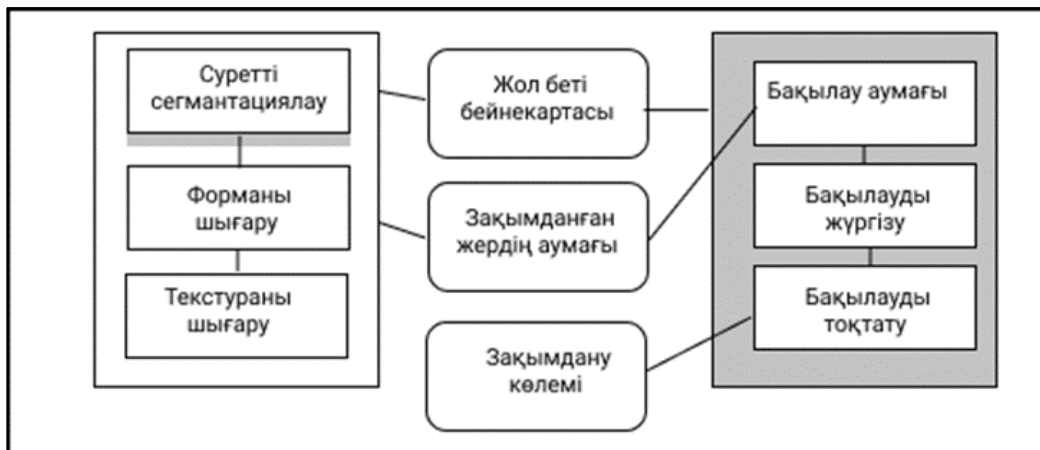 Суретті
сегмантациялау
Форманы
шығару
Текстураны
шығару
Жол беті
бейнекартасы
Зақымданған
жердің аумағы
Зақымдану
көлемі
Бақылау аумағы
Бақылауды
жүргізу
Бақылауды
тоқтату